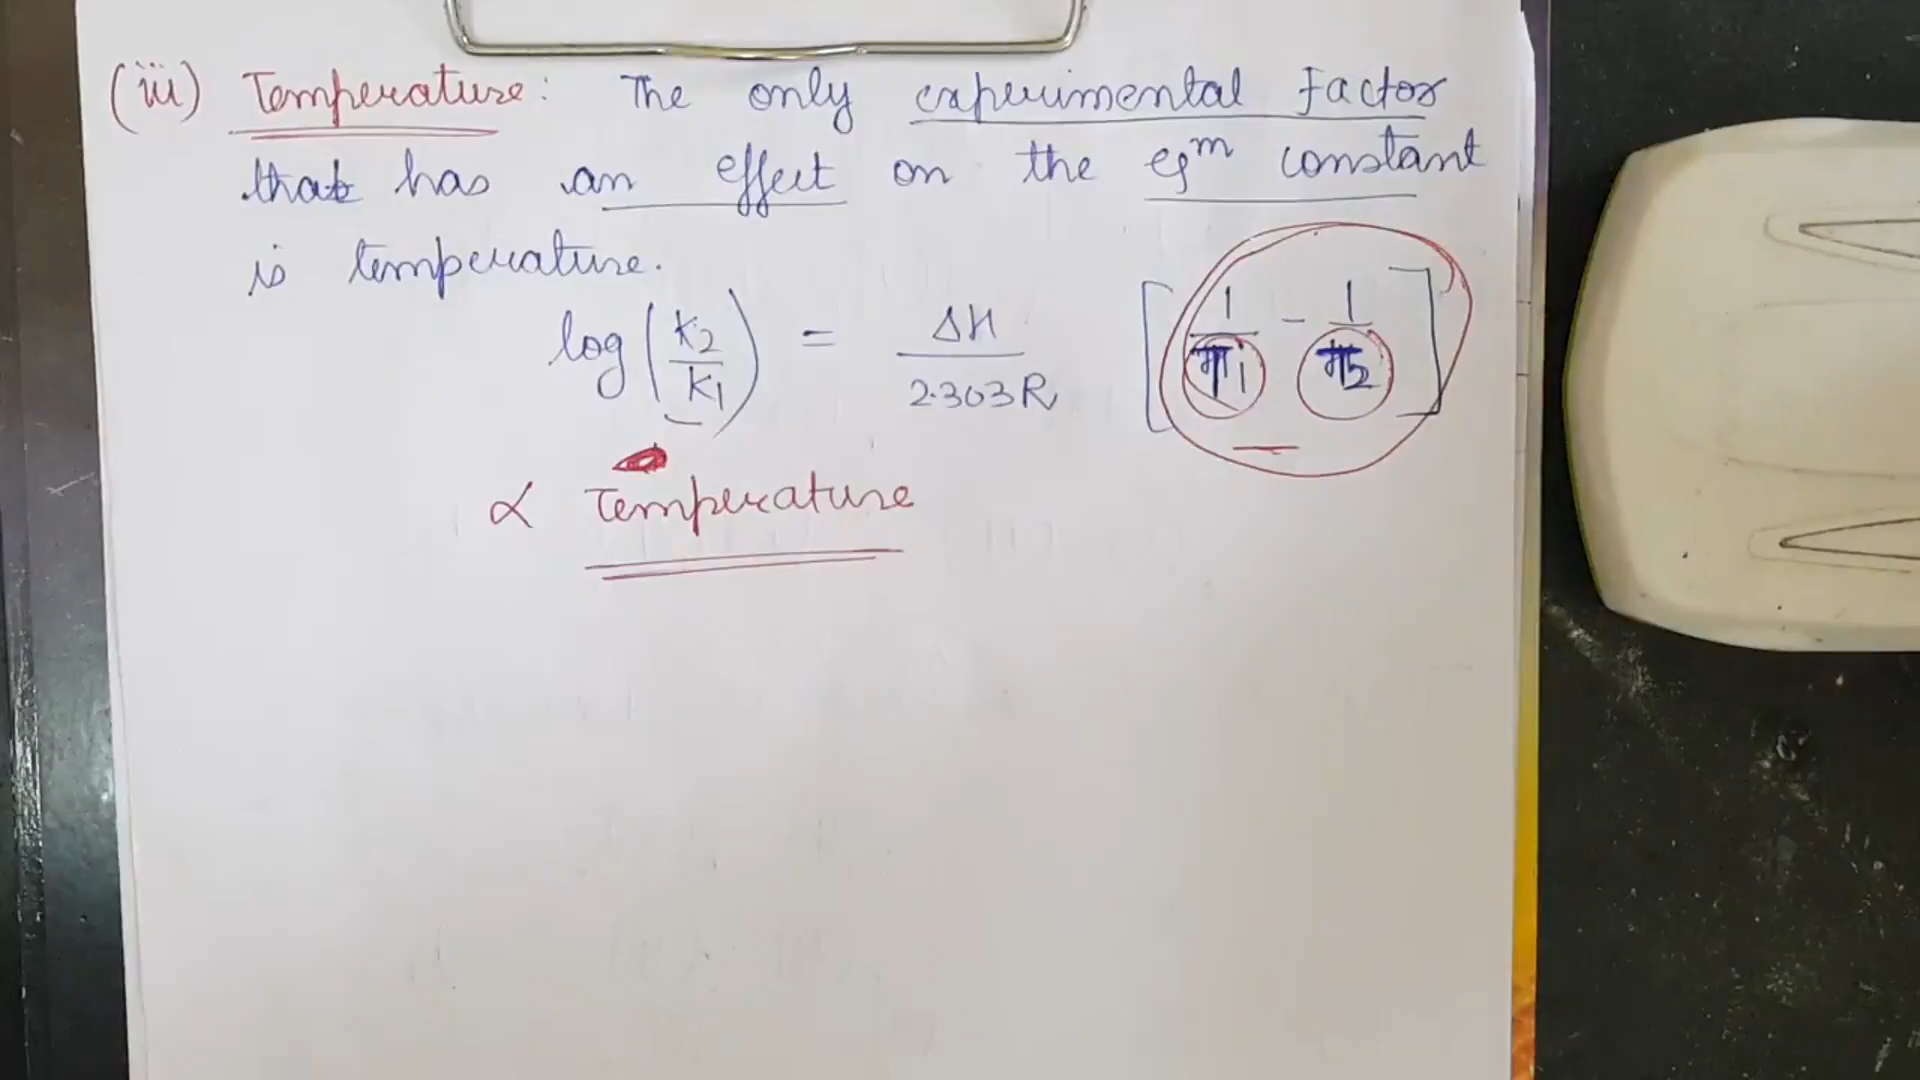 (iii) Temperature: The only experimental Factor
that has an effect on the eqm constant
is temperature.
log(K2/K1) = ΔH/2.303R [1/T1 - 1/T2]
∝ Temperature